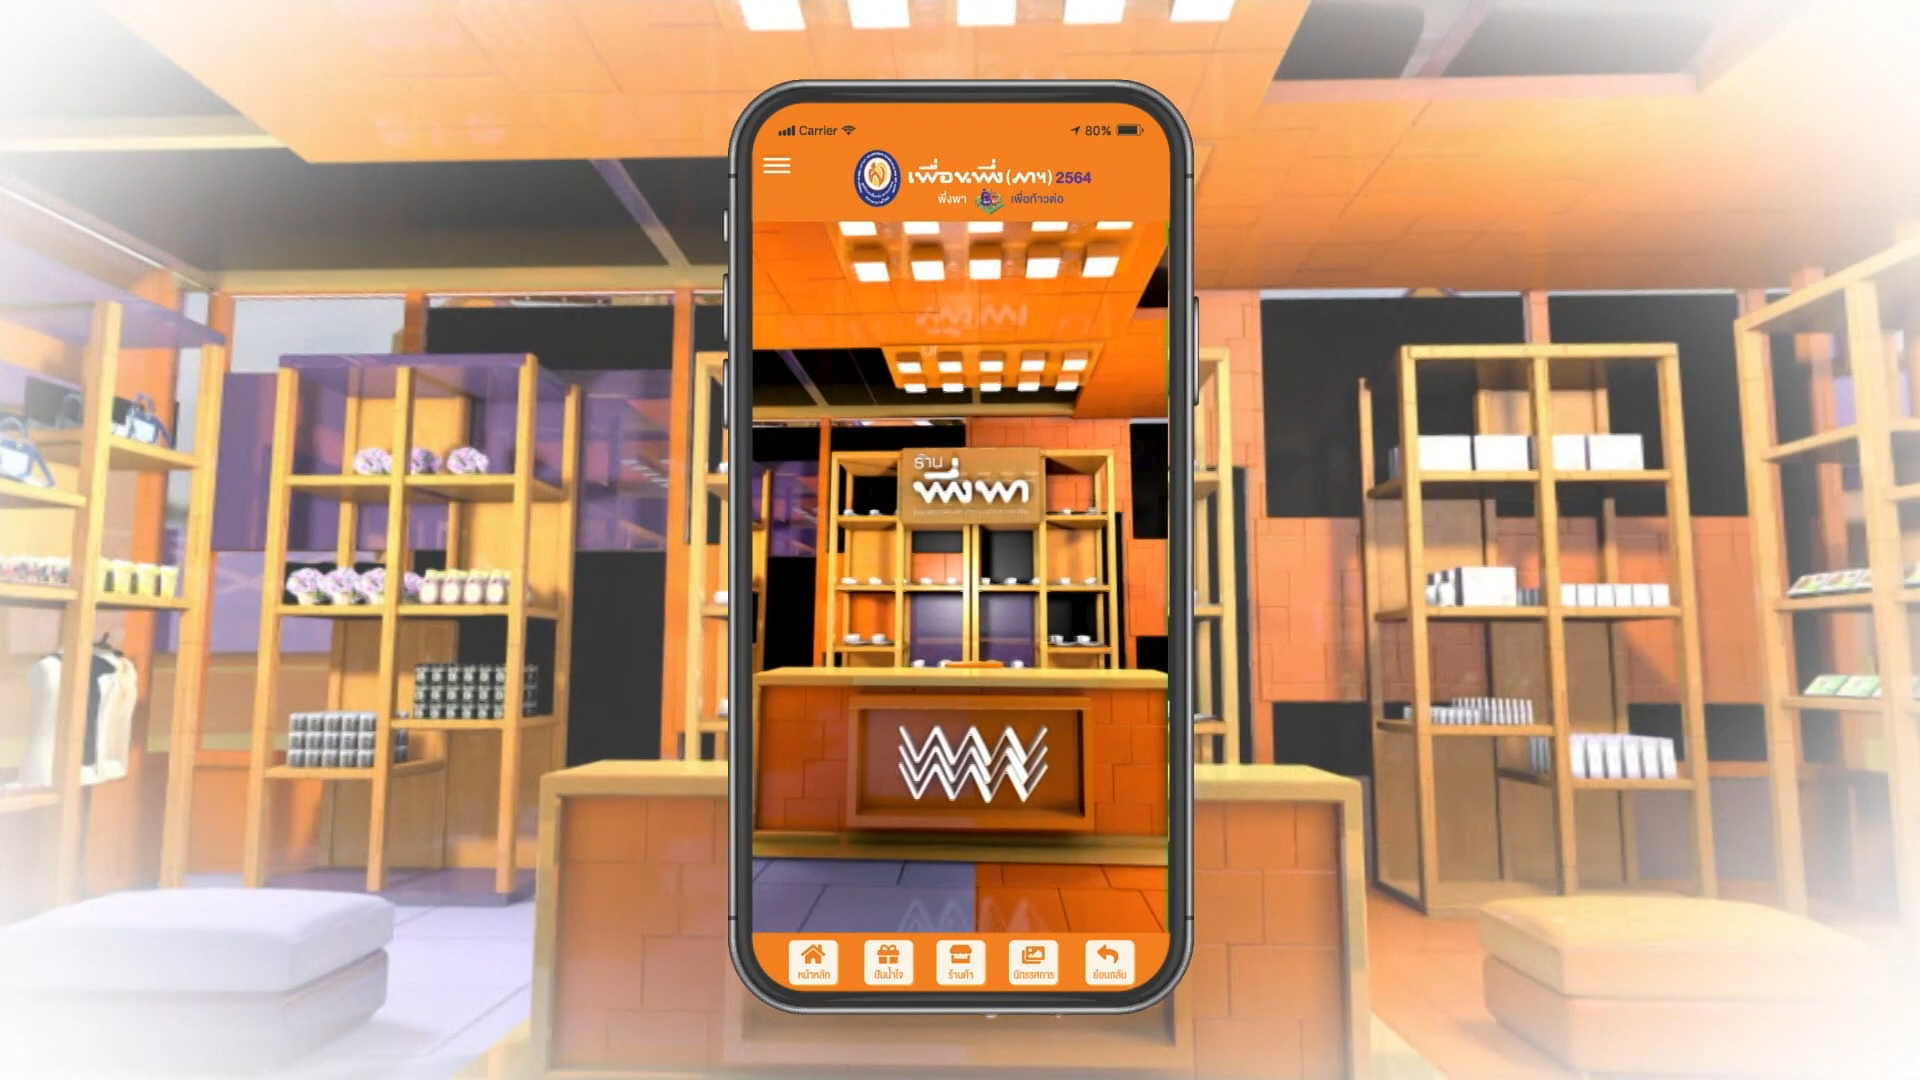 Carrier 80%
เพื่อนพึ่ง(ภาฯ) 2564
พึ่งพา เพื่อก้าวต่อ
ร้าน
พึ่งพา
หน้าหลัก ปันน้ำใจ ร้านค้า นิทรรศการ ย้อนกลับ